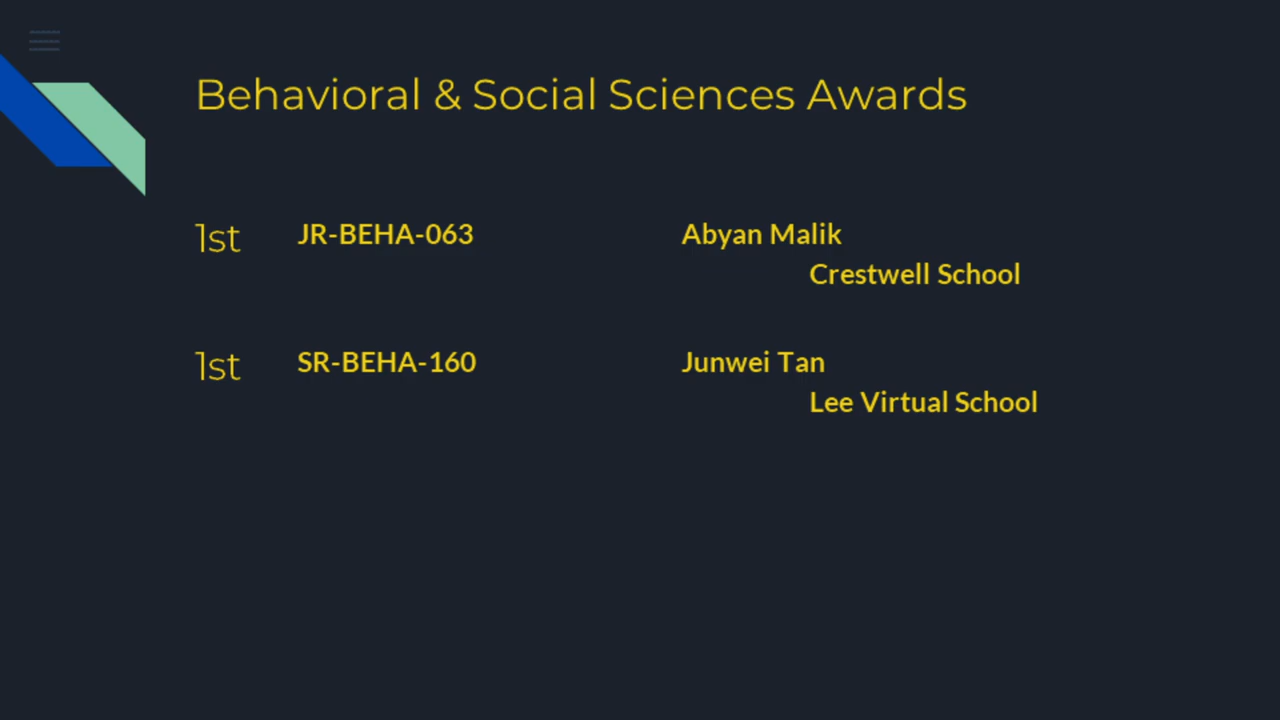 Behavioral & Social Sciences Awards
1st JR-BEHA-063 Abyan Malik
Crestwell School
1st SR-BEHA-160 Junwei Tan
Lee Virtual School